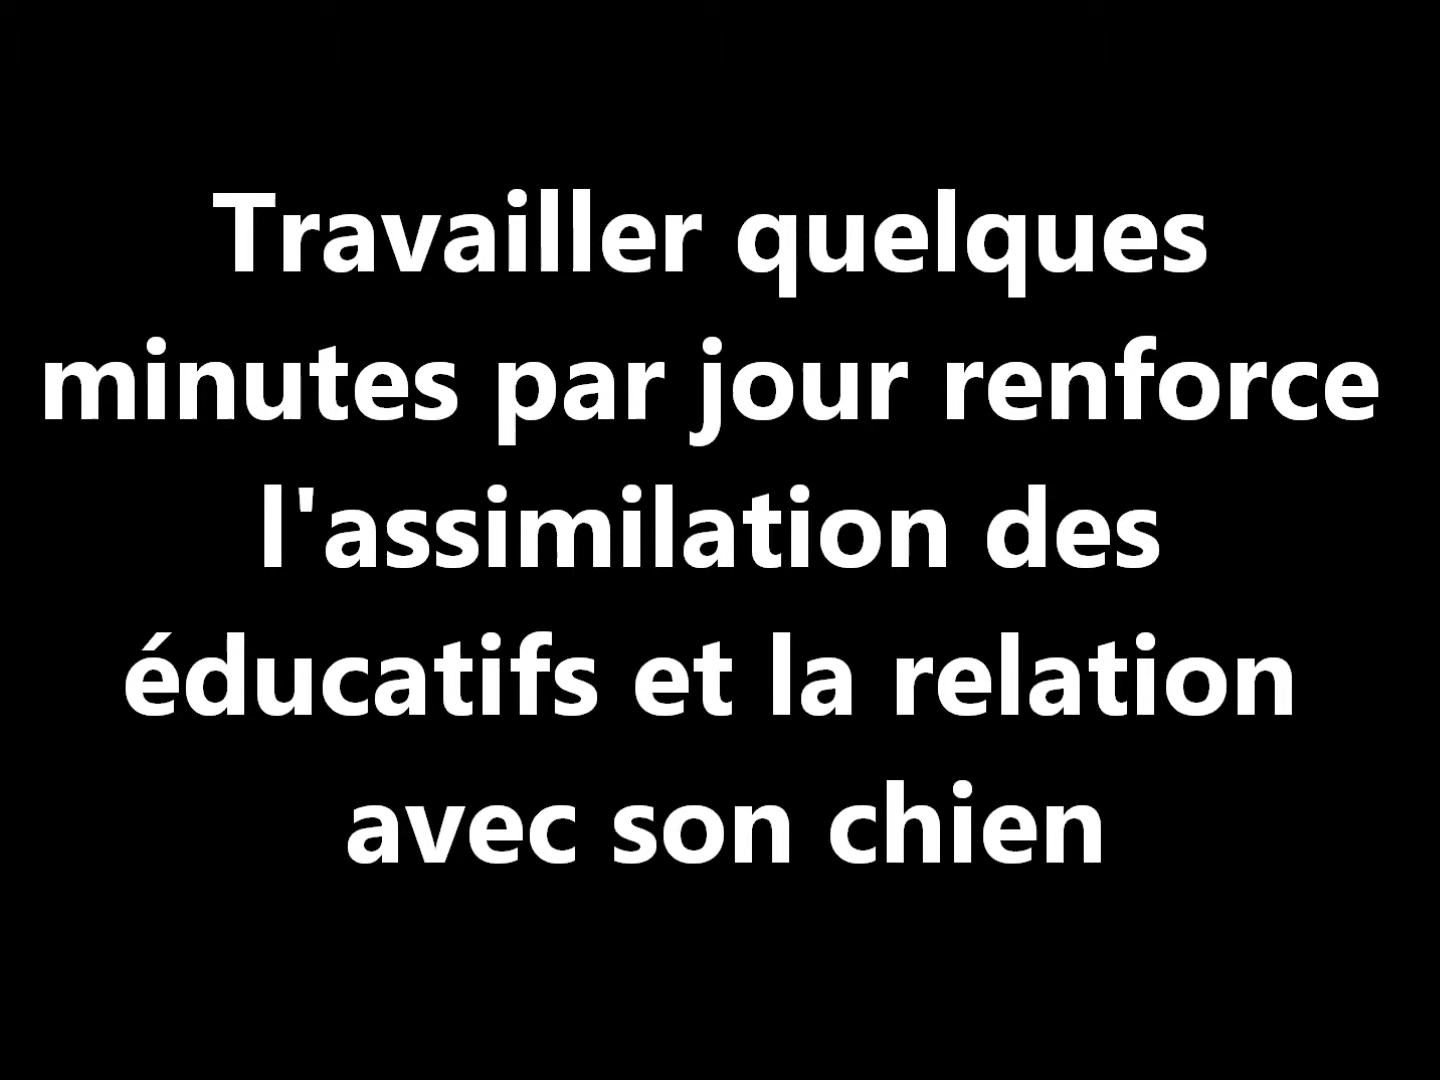 Travailler quelques
minutes par jour renforce
l'assimilation des
éducatifs et la relation
avec son chien